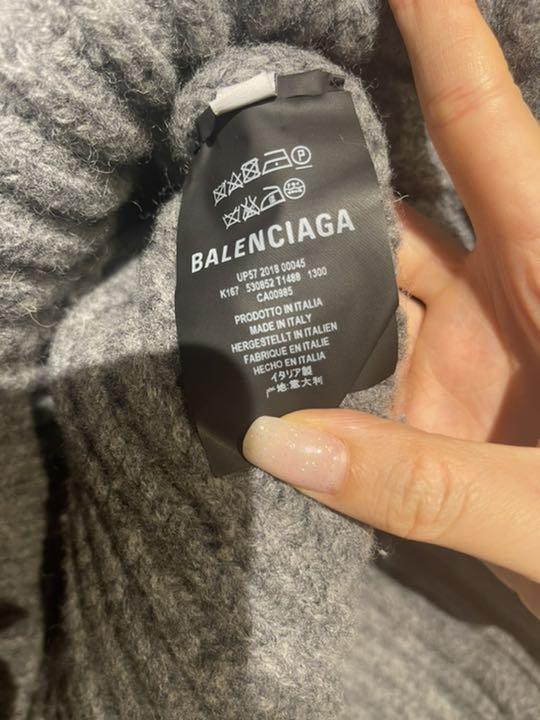 BALENCIAGA
UP57 2018 00045
K167 530852 T1488 1300
CA00985
PRODOTTO IN ITALIA
MADE IN ITALY
HERGESTELLT IN ITALIEN
FABRIQUE EN ITALIE
HECHO EN ITALIA
イタリア製
产地:意大利